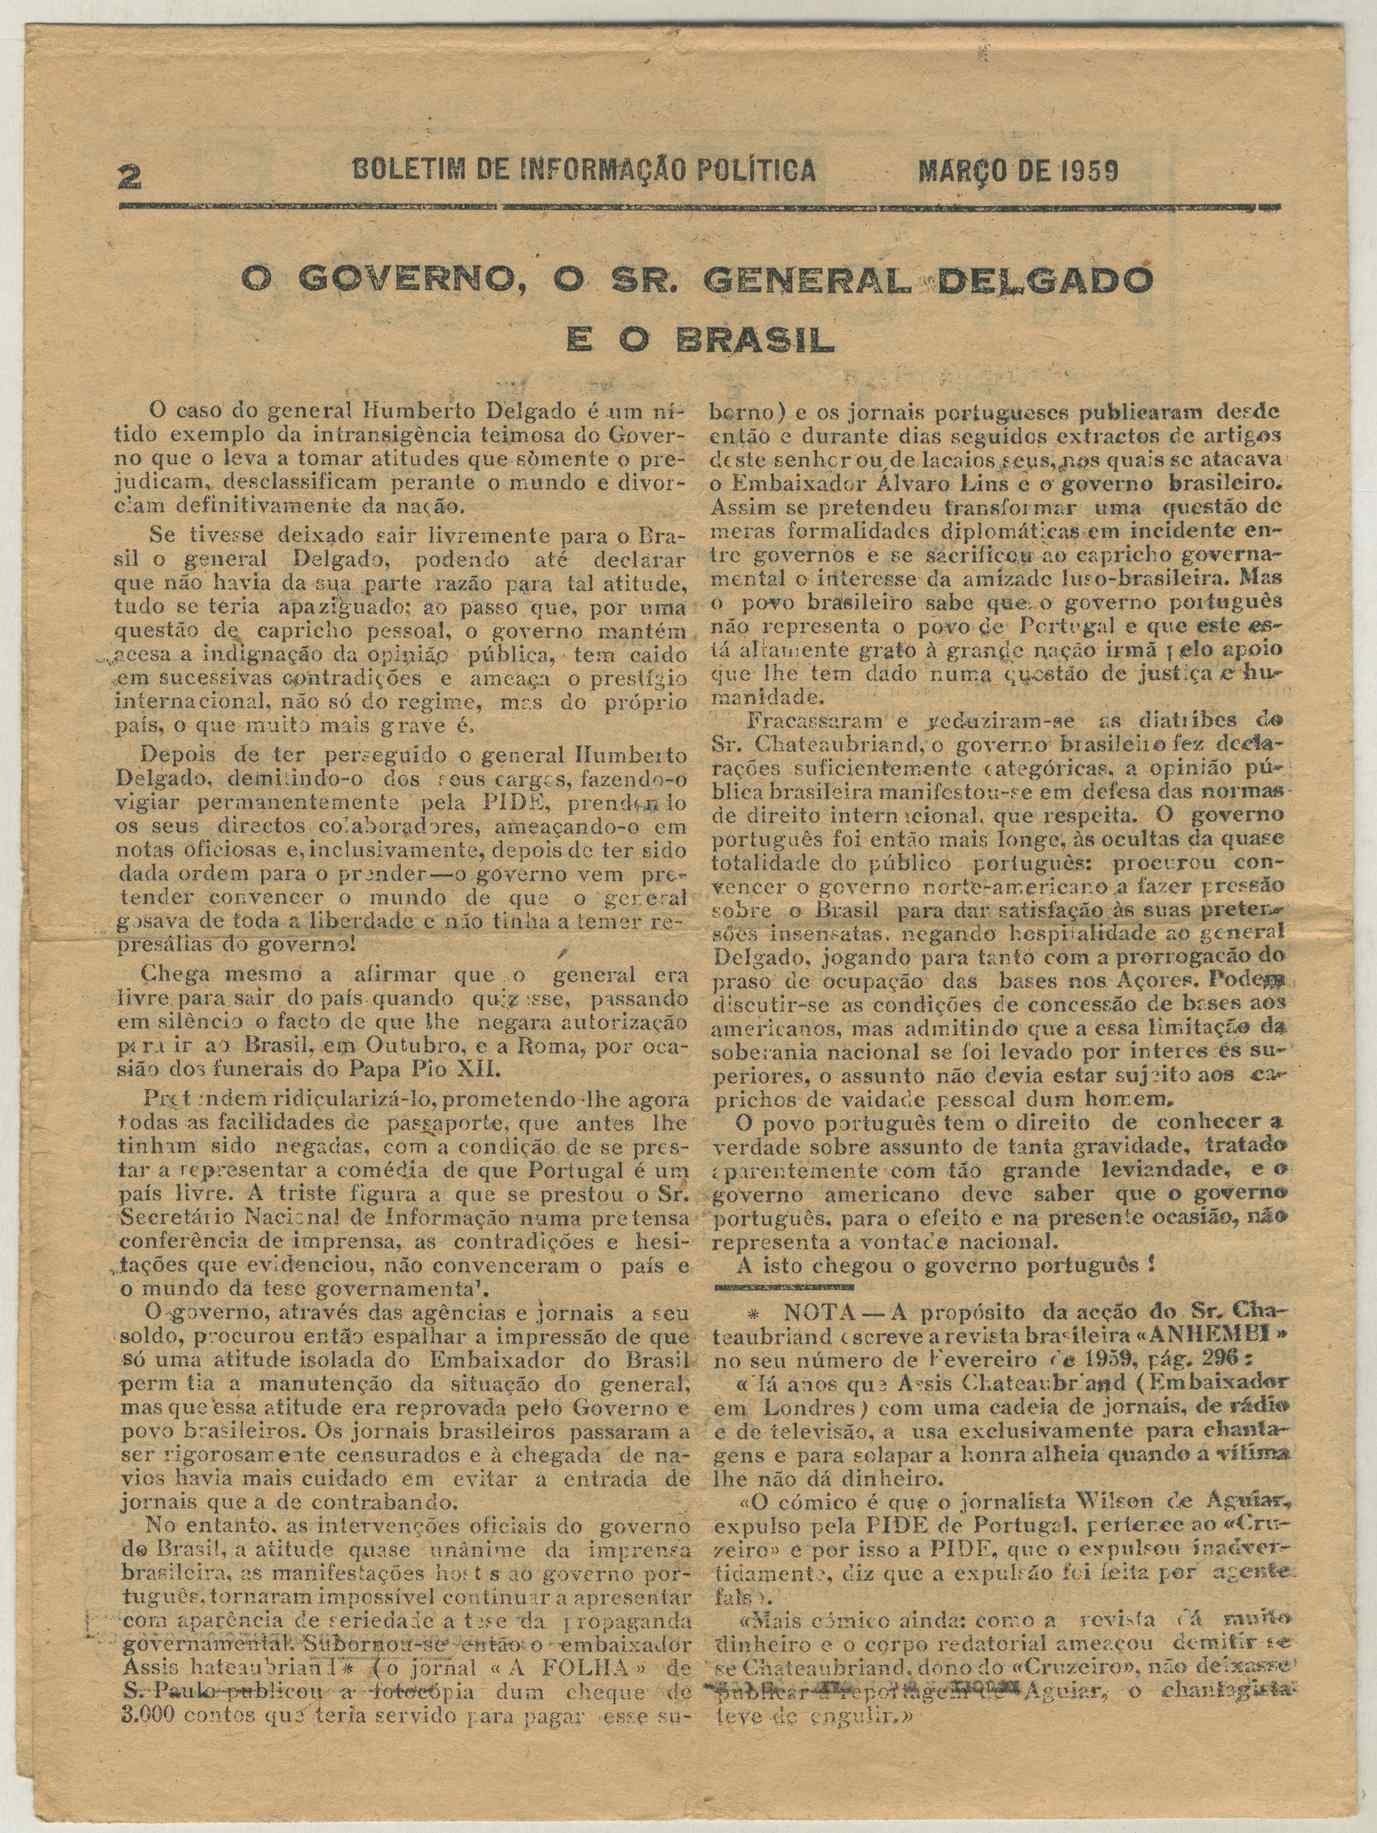 2
BOLETIM DE INFORMAÇÃO POLÍTICA
MARÇO DE 1959
O GOVERNO, O SR. GENERAL DELGADO
E O BRASIL
O caso do general Humberto Delgado é um ní-
tido exemplo da intransigência teimosa do Gover-
no que o leva a tomar atitudes que sòmente o pre-
judicam, desclassificam perante o mundo e divor-
ciam definitivamente da nação.
Se tivesse deixado sair livremente para o Bra-
sil o general Delgado, podendo até declarar
que não havia da sua parte razão para tal atitude,
tudo se teria apaziguado; ao passo que, por uma
questão de capricho pessoal, o governo mantém
acesa a indignação da opinião pública, tem caido
em sucessivas contradições e ameaça o prestígio
internacional, não só do regime, mas do próprio
país, o que muito mais grave é.
Depois de ter perseguido o general Humberto
Delgado, demitindo-o dos seus cargos, fazendo-o
vigiar permanentemente pela PIDE, prendendo
os seus directos colaboradores, ameaçando-o em
notas oficiosas e, inclusivamente, depois de ter sido
dada ordem para o prender—o governo vem pre-
tender convencer o mundo de que o general
gosava de toda a liberdade e não tinha a temer re-
presálias do governo!
Chega mesmo a afirmar que o general era
livre para sair do país quando quizesse, passando
em silêncio o facto de que lhe negara autorização
para ir ao Brasil, em Outubro, e a Roma, por oca-
sião dos funerais do Papa Pio XII.
Pretendem ridicularizá-lo, prometendo-lhe agora
todas as facilidades de passaporte, que antes lhe
tinham sido negadas, com a condição de se pres-
tar a representar a comédia de que Portugal é um
país livre. A triste figura a que se prestou o Sr.
Secretário Nacional de Informação numa pretensa
conferência de imprensa, as contradições e hesi-
tações que evidenciou, não convenceram o país e
o mundo da tese governamental.
O governo, através das agências e jornais a seu
soldo, procurou então espalhar a impressão de que
só uma atitude isolada do Embaixador do Brasil
permitia a manutenção da situação do general,
mas que essa atitude era reprovada pelo Governo e
povo brasileiros. Os jornais brasileiros passaram a
ser rigorosamente censurados e à chegada de na-
vios havia mais cuidado em evitar a entrada de
jornais que a de contrabando.
No entanto, as intervenções oficiais do governo
do Brasil, a atitude quase unânime da imprensa
brasileira, as manifestações hostis ao governo por-
tuguês, tornaram impossível continuar a apresentar
com aparência de seriedade a tese da propaganda
governamental. Subornou-se então o embaixador
Assis hateaubriand* (o jornal «A FOLHA» de
S. Paulo publicou a fotocópia dum cheque de
3.000 contos que teria servido para pagar esse su-
borno) e os jornais portugueses publicaram desde
então e durante dias seguidos extractos de artigos
deste senhor ou de lacaios seus, nos quais se atacava
o Embaixador Álvaro Lins e o governo brasileiro.
Assim se pretendeu transformar uma questão de
meras formalidades diplomáticas em incidente en-
tre governos e se sacrificou ao capricho governa-
mental o interesse da amizade luso-brasileira. Mas
o povo brasileiro sabe que o governo português
não representa o povo de Portugal e que este es-
tá altamente grato à grande nação irmã pelo apoio
que lhe tem dado numa questão de justiça e hu-
manidade.
Fracassaram e reduziram-se as diatribes do
Sr. Chateaubriand, o governo brasileiro fez decla-
rações suficientemente categóricas, a opinião pú-
blica brasileira manifestou-se em defesa das normas
de direito internacional, que respeita. O governo
português foi então mais longe, às ocultas da quase
totalidade do público português: procurou con-
vencer o governo norte-americano a fazer pressão
sobre o Brasil para dar satisfação às suas preten-
sões insensatas, negando hospitalidade ao general
Delgado, jogando para tanto com a prorrogação do
praso de ocupação das bases nos Açores. Podem
discutir-se as condições de concessão de bases aos
americanos, mas admitindo que a essa limitação da
soberania nacional se foi levado por interesses su-
periores, o assunto não devia estar sujeito aos ca-
prichos de vaidade pessoal dum homem.
O povo português tem o direito de conhecer a
verdade sobre assunto de tanta gravidade, tratado
aparentemente com tão grande leviandade, e o
governo americano deve saber que o governo
português, para o efeito e na presente ocasião, não
representa a vontade nacional.
A isto chegou o governo português!
* NOTA—A propósito da acção do Sr. Cha-
teaubriand escreve a revista brasileira «ANHEMBI»
no seu número de Fevereiro de 1959, pág. 296:
«Há anos que Assis Chateaubriand (Embaixador
em Londres) com uma cadeia de jornais, de rádio
e de televisão, a usa exclusivamente para chanta-
gens e para solapar a honra alheia quando a vítima
lhe não dá dinheiro.
«O cómico é que o jornalista Wilson de Aguiar,
expulso pela PIDE de Portugal, pertence ao «Cru-
zeiro» e por isso a PIDE, que o expulsou inadver-
tidamente, diz que a expulsão foi feita por agente
falso.
«Mais cómico ainda: como a revista dá muito
dinheiro e o corpo redatorial ameaçou demitir se
se Chateaubriand, dono do «Cruzeiro», não deixasse
publicar a reportagem de Aguiar, o chantagista
teve de engulir.»